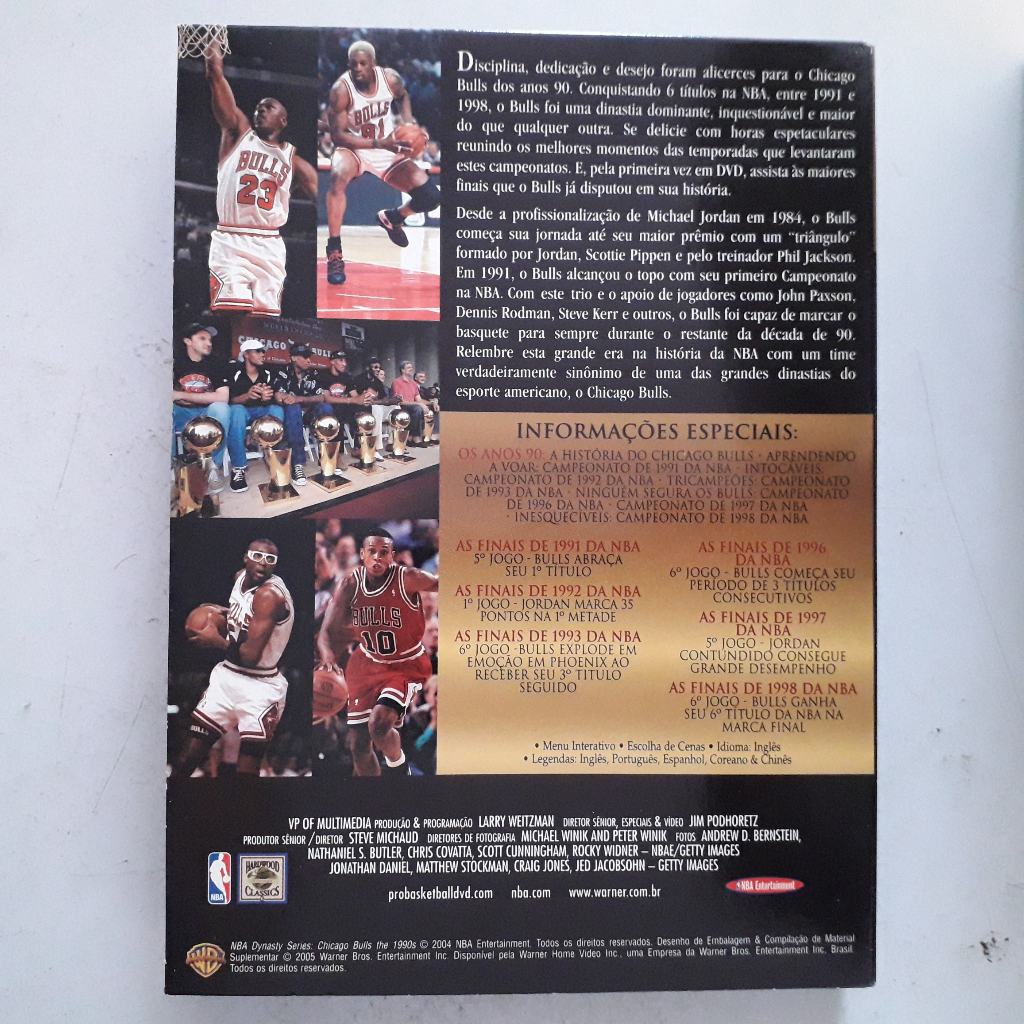 Disciplina, dedicação e desejo foram alicerces para o Chicago
Bulls dos anos 90. Conquistando 6 títulos na NBA, entre 1991 e
1998, o Bulls foi uma dinastia dominante, inquestionável e maior
do que qualquer outra. Se delicie com horas espetaculares
reunindo os melhores momentos das temporadas que levantaram
estes campeonatos. E, pela primeira vez em DVD, assista às maiores
finais que o Bulls já disputou em sua história.
Desde a profissionalização de Michael Jordan em 1984, o Bulls
começa sua jornada até seu maior prêmio com um “triângulo”
formado por Jordan, Scottie Pippen e pelo treinador Phil Jackson.
Em 1991, o Bulls alcançou o topo com seu primeiro Campeonato
na NBA. Com este trio e o apoio de jogadores como John Paxson,
Dennis Rodman, Steve Kerr e outros, o Bulls foi capaz de marcar o
basquete para sempre durante o restante da década de 90.
Relembre esta grande era na história da NBA com um time
verdadeiramente sinônimo de uma das grandes dinastias do
esporte americano, o Chicago Bulls.
BULLS
23
BULLS
91
CHICAGO BULLS
BULLS
10
BULLS
INFORMAÇÕES ESPECIAIS:
OS ANOS 90: A HISTÓRIA DO CHICAGO BULLS · APRENDENDO
A VOAR: CAMPEONATO DE 1991 DA NBA · INTOCÁVEIS:
CAMPEONATO DE 1992 DA NBA · TRICAMPEÕES: CAMPEONATO
DE 1993 DA NBA · NINGUÉM SEGURA OS BULLS: CAMPEONATO
DE 1996 DA NBA · CAMPEONATO DE 1997 DA NBA
· INESQUECÍVEIS: CAMPEONATO DE 1998 DA NBA
AS FINAIS DE 1991 DA NBA
5º JOGO - BULLS ABRAÇA
SEU 1º TÍTULO
AS FINAIS DE 1992 DA NBA
1º JOGO - JORDAN MARCA 35
PONTOS NA 1º METADE
AS FINAIS DE 1993 DA NBA
6º JOGO -BULLS EXPLODE EM
EMOÇÃO EM PHOENIX AO
RECEBER SEU 3º TÍTULO
SEGUIDO
AS FINAIS DE 1996
DA NBA
6º JOGO - BULLS COMEÇA SEU
PERÍODO DE 3 TÍTULOS
CONSECUTIVOS
AS FINAIS DE 1997
DA NBA
5º JOGO - JORDAN
CONTUNDIDO CONSEGUE
GRANDE DESEMPENHO
AS FINAIS DE 1998 DA NBA
6º JOGO - BULLS GANHA
SEU 6º TÍTULO DA NBA NA
MARCA FINAL
• Menu Interativo • Escolha de Cenas • Idioma: Inglês
• Legendas: Inglês, Português, Espanhol, Coreano & Chinês
VP OF MULTIMEDIA PRODUÇÃO & PROGRAMAÇÃO LARRY WEITZMAN DIRETOR SÊNIOR, ESPECIAIS & VÍDEO JIM PODHORETZ
PRODUTOR SÊNIOR / DIRETOR STEVE MICHAUD DIRETORES DE FOTOGRAFIA MICHAEL WINIK AND PETER WINIK FOTOS ANDREW D. BERNSTEIN,
NATHANIEL S. BUTLER, CHRIS COVATTA, SCOTT CUNNINGHAM, ROCKY WIDNER – NBAE/GETTY IMAGES
JONATHAN DANIEL, MATTHEW STOCKMAN, CRAIG JONES, JED JACOBSOHN – GETTY IMAGES
NBA
HARDWOOD
CLASSICS
probasketballdvd.com nba.com www.warner.com.br
NBA Entertainment
WB
NBA Dynasty Series: Chicago Bulls the 1990s © 2004 NBA Entertainment. Todos os direitos reservados. Desenho de Embalagem & Compilação de Material
Suplementar © 2005 Warner Bros. Entertainment Inc. Disponível pela Warner Home Video Inc., uma Empresa da Warner Bros. Entertainment Inc. Brasil.
Todos os direitos reservados.